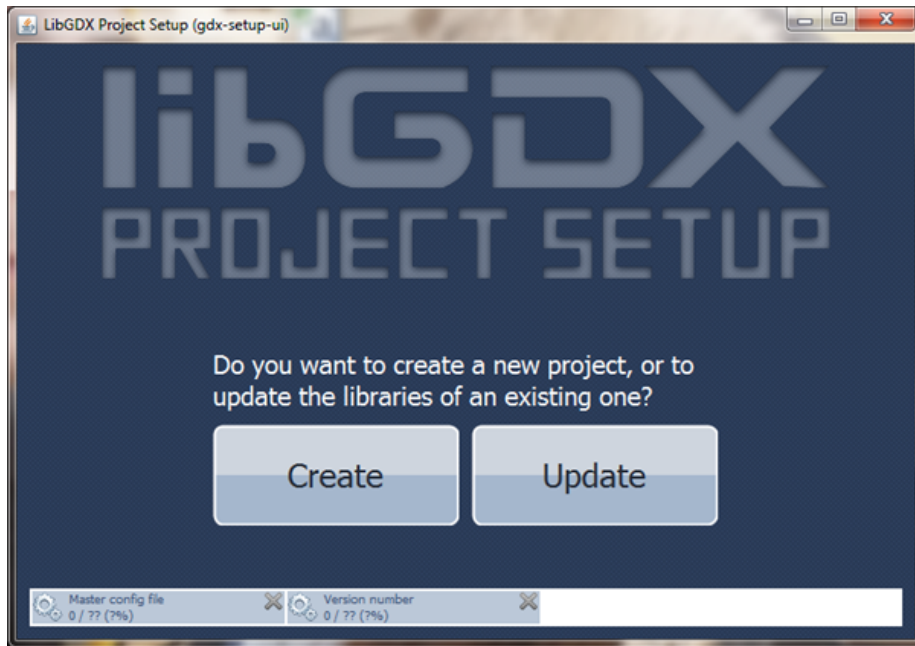 LibGDX Project Setup (gdx-setup-ui)
libGDX
PROJECT SETUP
Do you want to create a new project, or to
update the libraries of an existing one?
Create
Update
Master config file
0 / ?? (?%)
Version number
0 / ?? (?%)